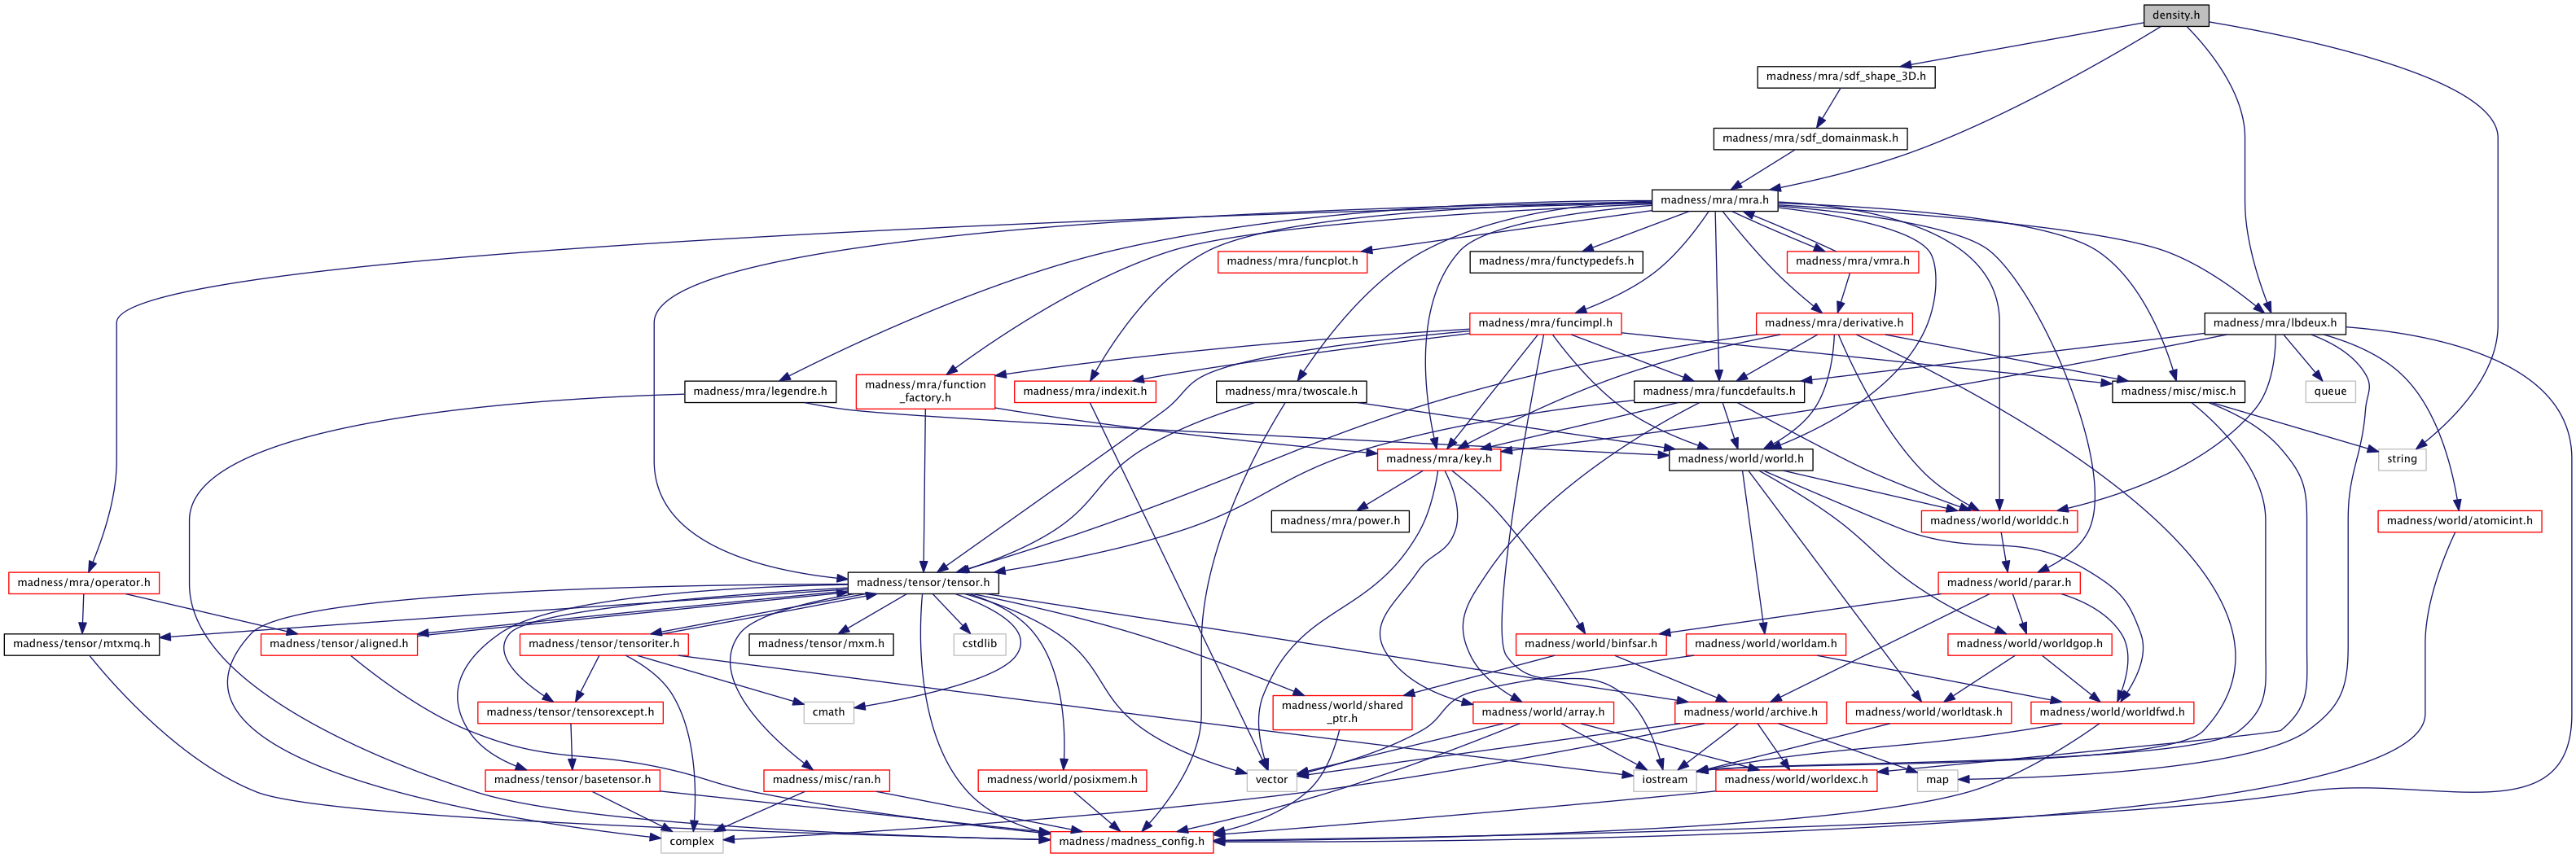 density.h
madness/mra/sdf_shape_3D.h
madness/mra/sdf_domainmask.h
madness/mra/mra.h
madness/mra/funcplot.h
madness/mra/functypedefs.h
madness/mra/vmra.h
madness/mra/funcimpl.h
madness/mra/derivative.h
madness/mra/lbdeux.h
madness/mra/legendre.h
madness/mra/function
_factory.h
madness/mra/indexit.h
madness/mra/twoscale.h
madness/mra/funcdefaults.h
madness/misc/misc.h
queue
madness/mra/key.h
madness/world/world.h
string
madness/mra/power.h
madness/world/worlddc.h
madness/world/atomicint.h
madness/mra/operator.h
madness/tensor/tensor.h
madness/world/parar.h
madness/tensor/mtxmq.h
madness/tensor/aligned.h
madness/tensor/tensoriter.h
madness/tensor/mxm.h
cstdlib
madness/world/binfsar.h
madness/world/worldam.h
madness/world/worldgop.h
madness/tensor/tensorexcept.h
cmath
madness/world/shared
_ptr.h
madness/world/array.h
madness/world/archive.h
madness/world/worldtask.h
madness/world/worldfwd.h
madness/tensor/basetensor.h
madness/misc/ran.h
madness/world/posixmem.h
vector
iostream
madness/world/worldexc.h
map
complex
madness/madness_config.h